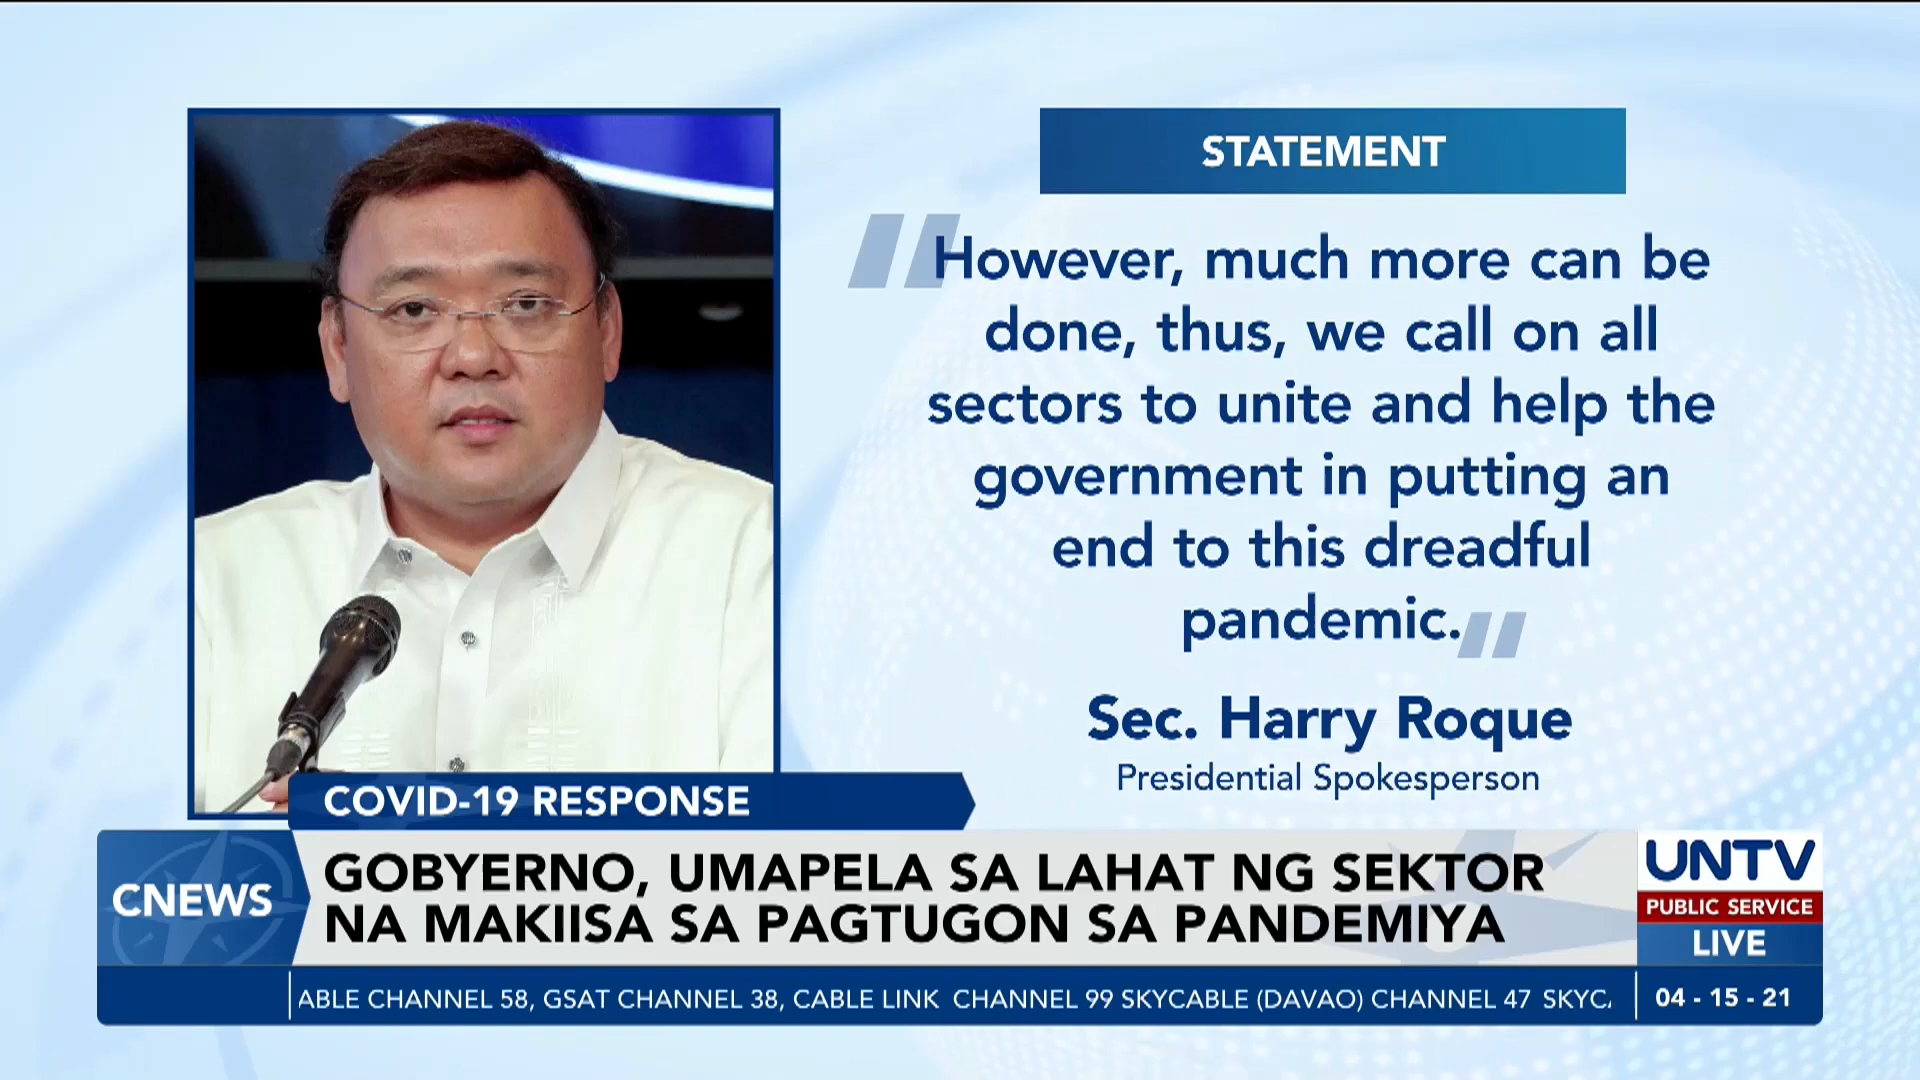 STATEMENT
However, much more can be
done, thus, we call on all
sectors to unite and help the
government in putting an
end to this dreadful
pandemic.
Sec. Harry Roque
Presidential Spokesperson
COVID-19 RESPONSE
CNEWS
GOBYERNO, UMAPELA SA LAHAT NG SEKTOR
NA MAKIISA SA PAGTUGON SA PANDEMIYA
UNTV
PUBLIC SERVICE
LIVE
ABLE CHANNEL 58, GSAT CHANNEL 38, CABLE LINK CHANNEL 99 SKYCABLE (DAVAO) CHANNEL 47 SKYC
04 - 15 - 21